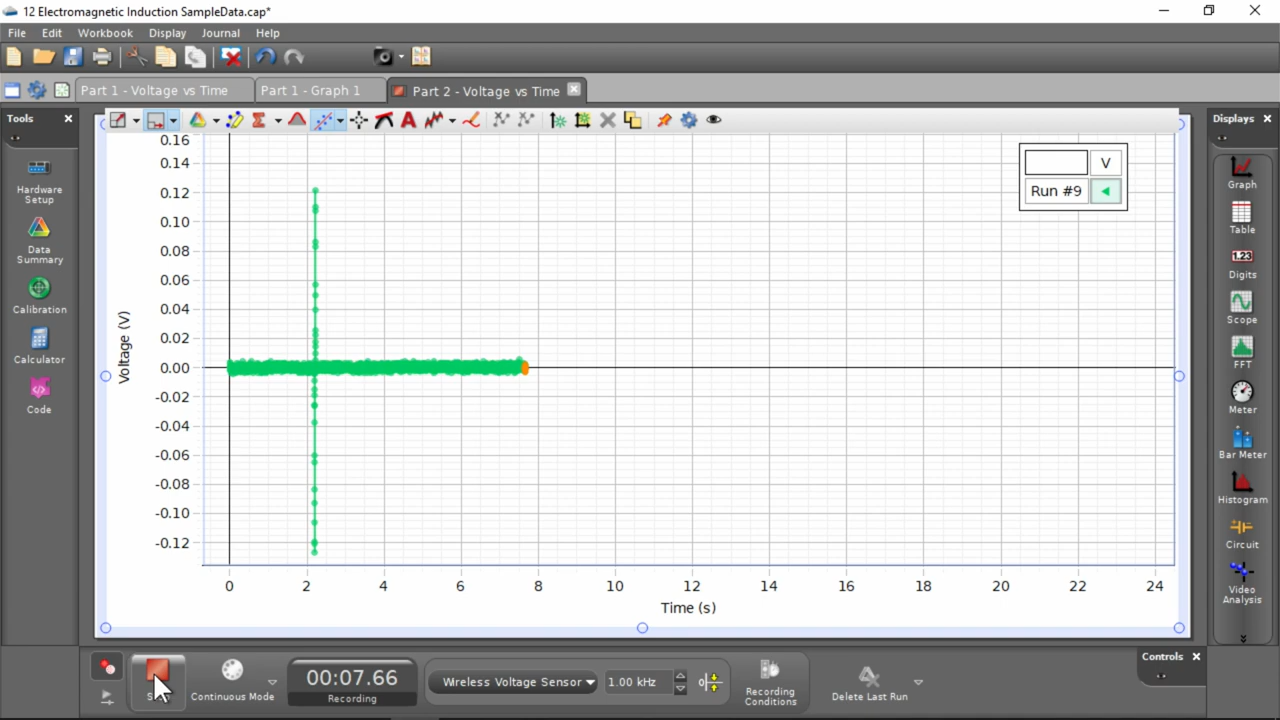 12 Electromagnetic Induction SampleData.cap*
File Edit Workbook Display Journal Help
Part 1 - Voltage vs Time
Part 1 - Graph 1
Part 2 - Voltage vs Time
Tools
Hardware
Setup
Data
Summary
Calibration
Calculator
Code
0.16
0.14
0.12
0.10
0.08
0.06
0.04
0.02
0.00
-0.02
-0.04
-0.06
-0.08
-0.10
-0.12
Voltage (V)
0 2 4 6 8 10 12 14 16 18 20 22 24
Time (s)
V
Run #9
Displays
Graph
Table
1.23
Digits
Scope
FFT
Meter
Bar Meter
Histogram
Circuit
Video
Analysis
Continuous Mode
00:07.66
Recording
Wireless Voltage Sensor
1.00 kHz
Recording
Conditions
Delete Last Run
Controls